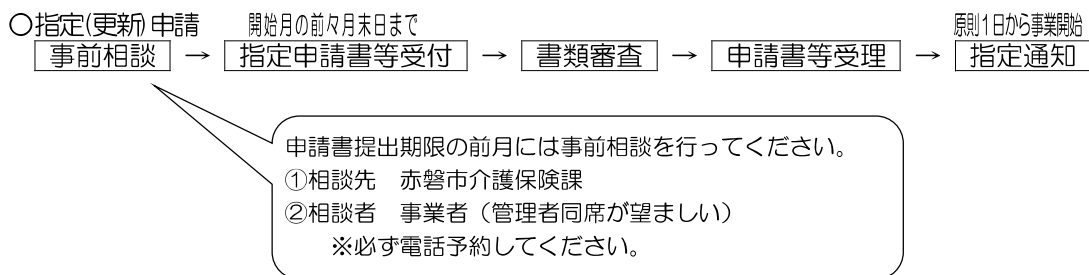 ○指定(更新)申請　開始月の前々月末日まで　原則1日から事業開始
事前相談 → 指定申請書等受付 → 書類審査 → 申請書等受理 → 指定通知
申請書提出期限の前月には事前相談を行ってください。
①相談先　赤磐市介護保険課
②相談者　事業者（管理者同席が望ましい）
※必ず電話予約してください。